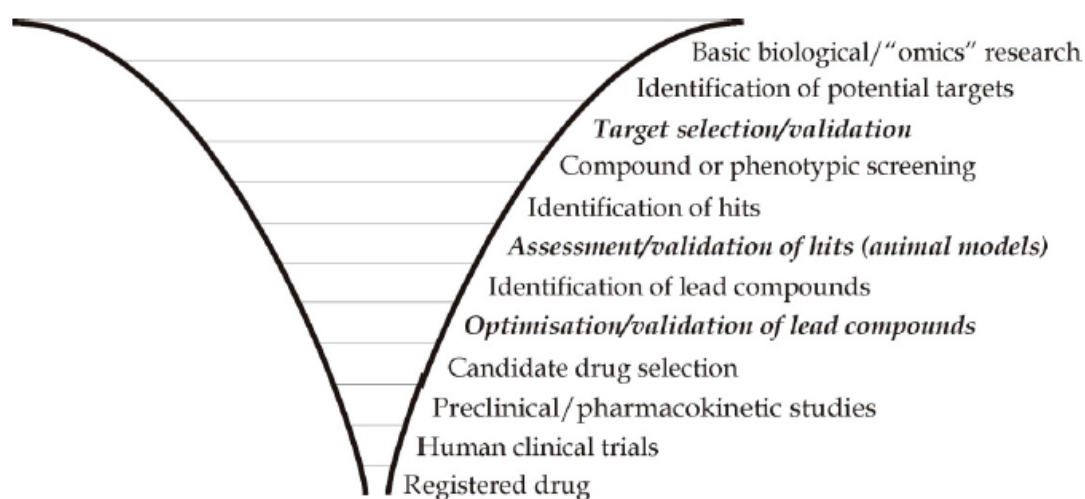 Basic biological/“omics” research
Identification of potential targets
Target selection/validation
Compound or phenotypic screening
Identification of hits
Assessment/validation of hits (animal models)
Identification of lead compounds
Optimisation/validation of lead compounds
Candidate drug selection
Preclinical/pharmacokinetic studies
Human clinical trials
Registered drug